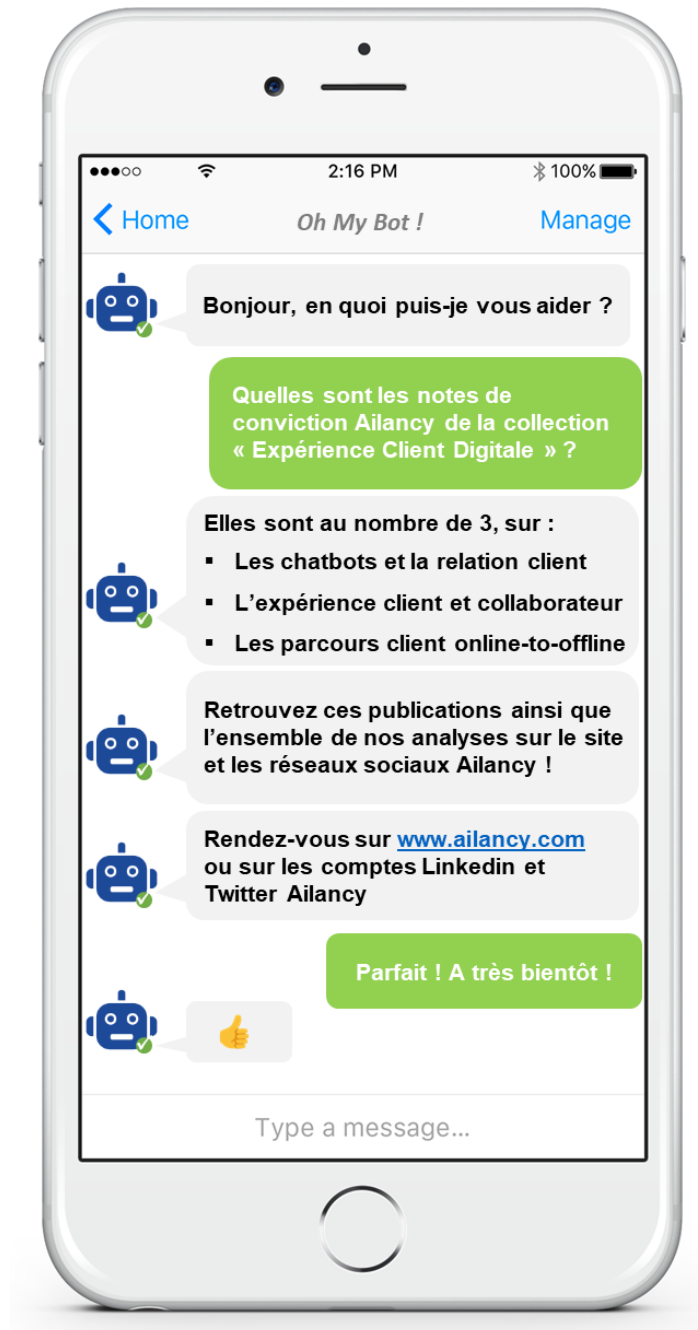 2:16 PM
100%
Home
Oh My Bot !
Manage
Bonjour, en quoi puis-je vous aider ?
Quelles sont les notes de
conviction Ailancy de la collection
« Expérience Client Digitale » ?
Elles sont au nombre de 3, sur :
▪ Les chatbots et la relation client
▪ L'expérience client et collaborateur
▪ Les parcours client online-to-offline
Retrouvez ces publications ainsi que
l'ensemble de nos analyses sur le site
et les réseaux sociaux Ailancy !
Rendez-vous sur www.ailancy.com
ou sur les comptes Linkedin et
Twitter Ailancy
Parfait ! A très bientôt !
👍
Type a message...